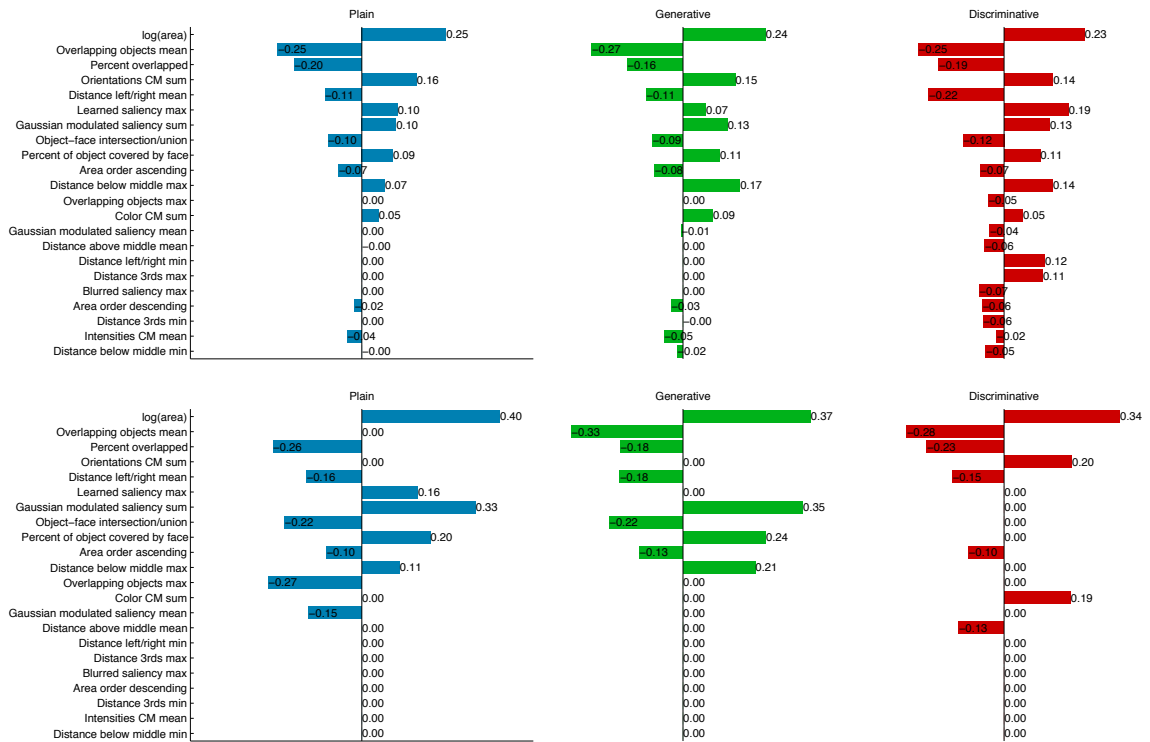 Plain Generative Discriminative
log(area) 0.25 0.24 0.23
Overlapping objects mean −0.25 −0.27 −0.25
Percent overlapped −0.20 −0.16 −0.19
Orientations CM sum 0.16 0.15 0.14
Distance left/right mean −0.11 −0.11 −0.22
Learned saliency max 0.10 0.07 0.19
Gaussian modulated saliency sum 0.10 0.13 0.13
Object−face intersection/union −0.10 −0.09 −0.12
Percent of object covered by face 0.09 0.11 0.11
Area order ascending −0.07 −0.08 −0.07
Distance below middle max 0.07 0.17 0.14
Overlapping objects max 0.00 0.00 −0.05
Color CM sum 0.05 0.09 0.05
Gaussian modulated saliency mean 0.00 −0.01 −0.04
Distance above middle mean −0.00 0.00 −0.06
Distance left/right min 0.00 0.00 0.12
Distance 3rds max 0.00 0.00 0.11
Blurred saliency max 0.00 0.00 −0.07
Area order descending −0.02 −0.03 −0.06
Distance 3rds min 0.00 −0.00 −0.06
Intensities CM mean −0.04 −0.05 −0.02
Distance below middle min −0.00 −0.02 −0.05
Plain Generative Discriminative
log(area) 0.40 0.37 0.34
Overlapping objects mean 0.00 −0.33 −0.28
Percent overlapped −0.26 −0.18 −0.23
Orientations CM sum 0.00 0.00 0.20
Distance left/right mean −0.16 −0.18 −0.15
Learned saliency max 0.16 0.00 0.00
Gaussian modulated saliency sum 0.33 0.35 0.00
Object−face intersection/union −0.22 −0.22 0.00
Percent of object covered by face 0.20 0.24 0.00
Area order ascending −0.10 −0.13 −0.10
Distance below middle max 0.11 0.21 0.00
Overlapping objects max −0.27 0.00 0.00
Color CM sum 0.00 0.00 0.19
Gaussian modulated saliency mean −0.15 0.00 0.00
Distance above middle mean 0.00 0.00 −0.13
Distance left/right min 0.00 0.00 0.00
Distance 3rds max 0.00 0.00 0.00
Blurred saliency max 0.00 0.00 0.00
Area order descending 0.00 0.00 0.00
Distance 3rds min 0.00 0.00 0.00
Intensities CM mean 0.00 0.00 0.00
Distance below middle min 0.00 0.00 0.00